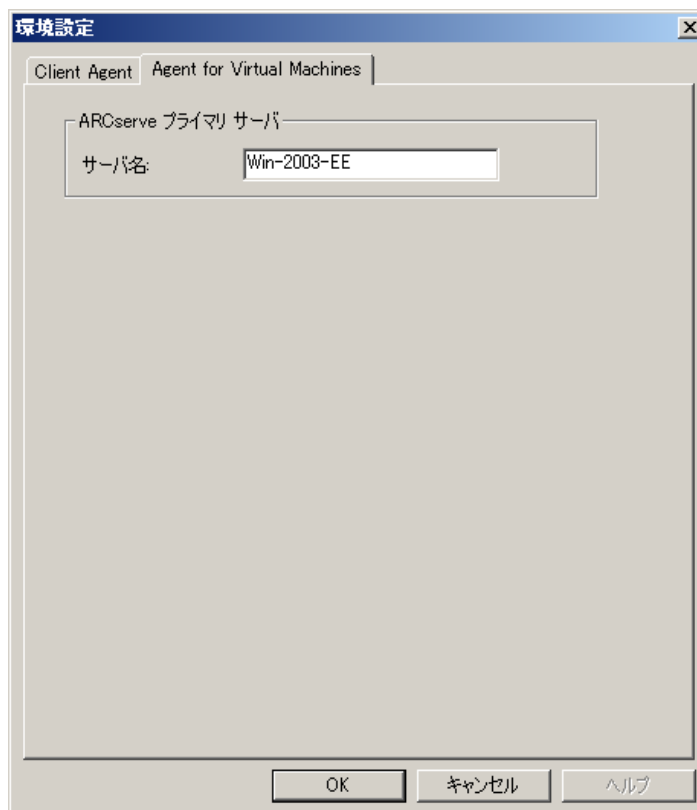 環境設定
Client Agent
Agent for Virtual Machines
ARCserve プライマリ サーバ
サーバ名:
Win-2003-EE
OK
キャンセル
ヘルプ